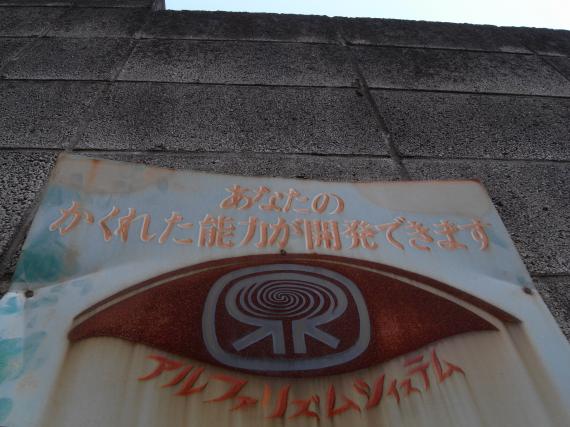 あなたの
かくれた能力が開発できます
アルファリズムシィステム